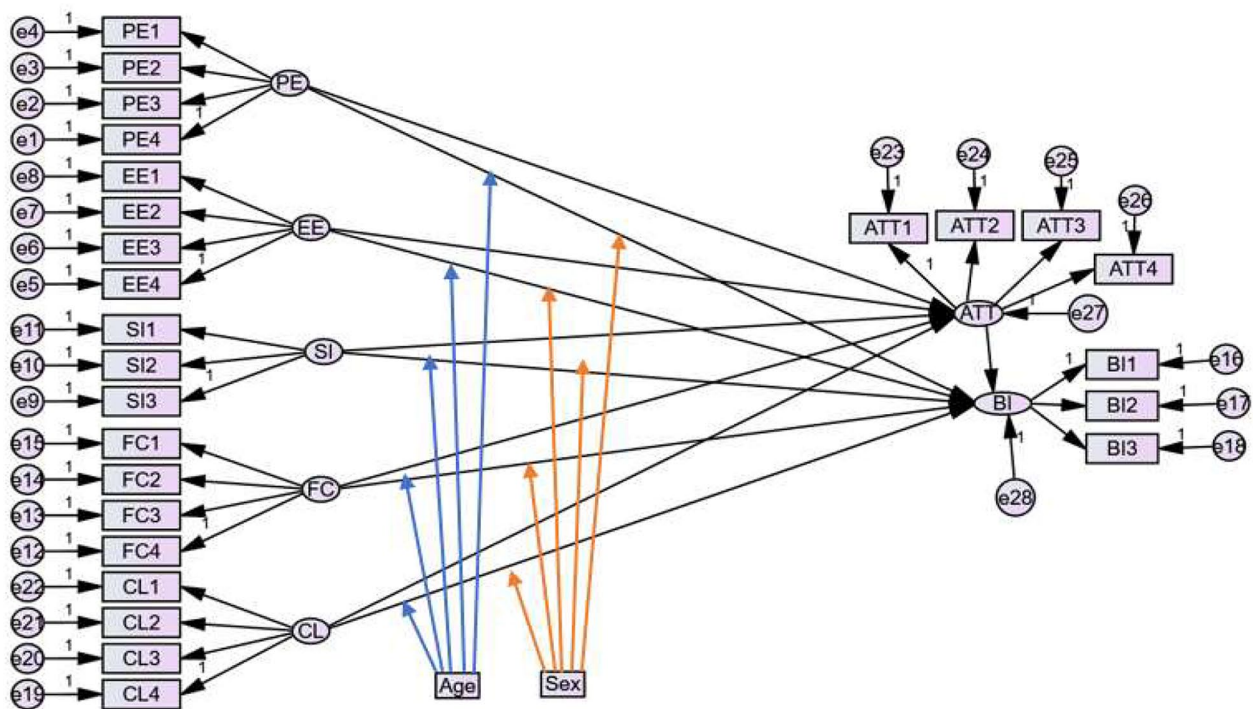 e4 1 PE1
e3 1 PE2
e2 1 PE3
e1 1 PE4
1
PE
e8 1 EE1
e7 1 EE2
e6 1 EE3
e5 1 EE4
1
EE
e11 1 SI1
e10 1 SI2
e9 1 SI3
1
SI
e15 1 FC1
e14 1 FC2
e13 1 FC3
e12 1 FC4
1
FC
e22 1 CL1
e21 1 CL2
e20 1 CL3
e19 1 CL4
1
CL
Age
Sex
e23 e24 e25 e26
1 1 1 1
ATT1 ATT2 ATT3 ATT4
1
ATT 1 e27
BI
1 BI1 1 e16
BI2 1 e17
BI3 1 e18
1
e28